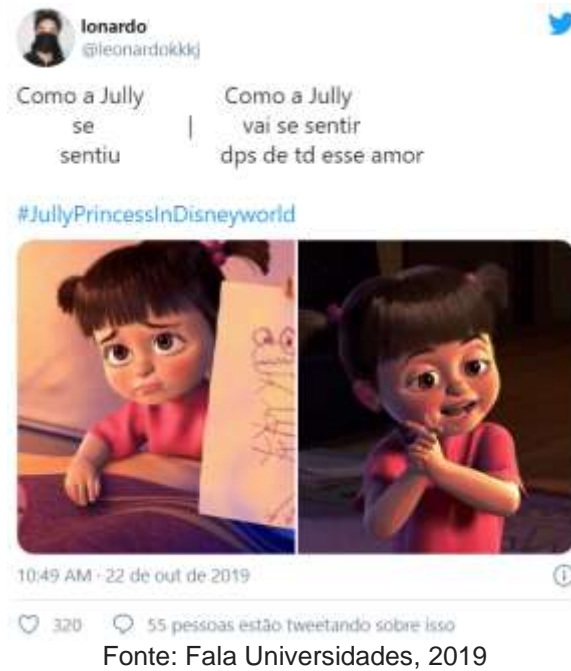 lonardo
@leonardokkkj
Como a Jully Como a Jully
se | vai se sentir
sentiu dps de td esse amor
#JullyPrincessInDisneyworld
10:49 AM · 22 de out de 2019
320 55 pessoas estão tweetando sobre isso
Fonte: Fala Universidades, 2019